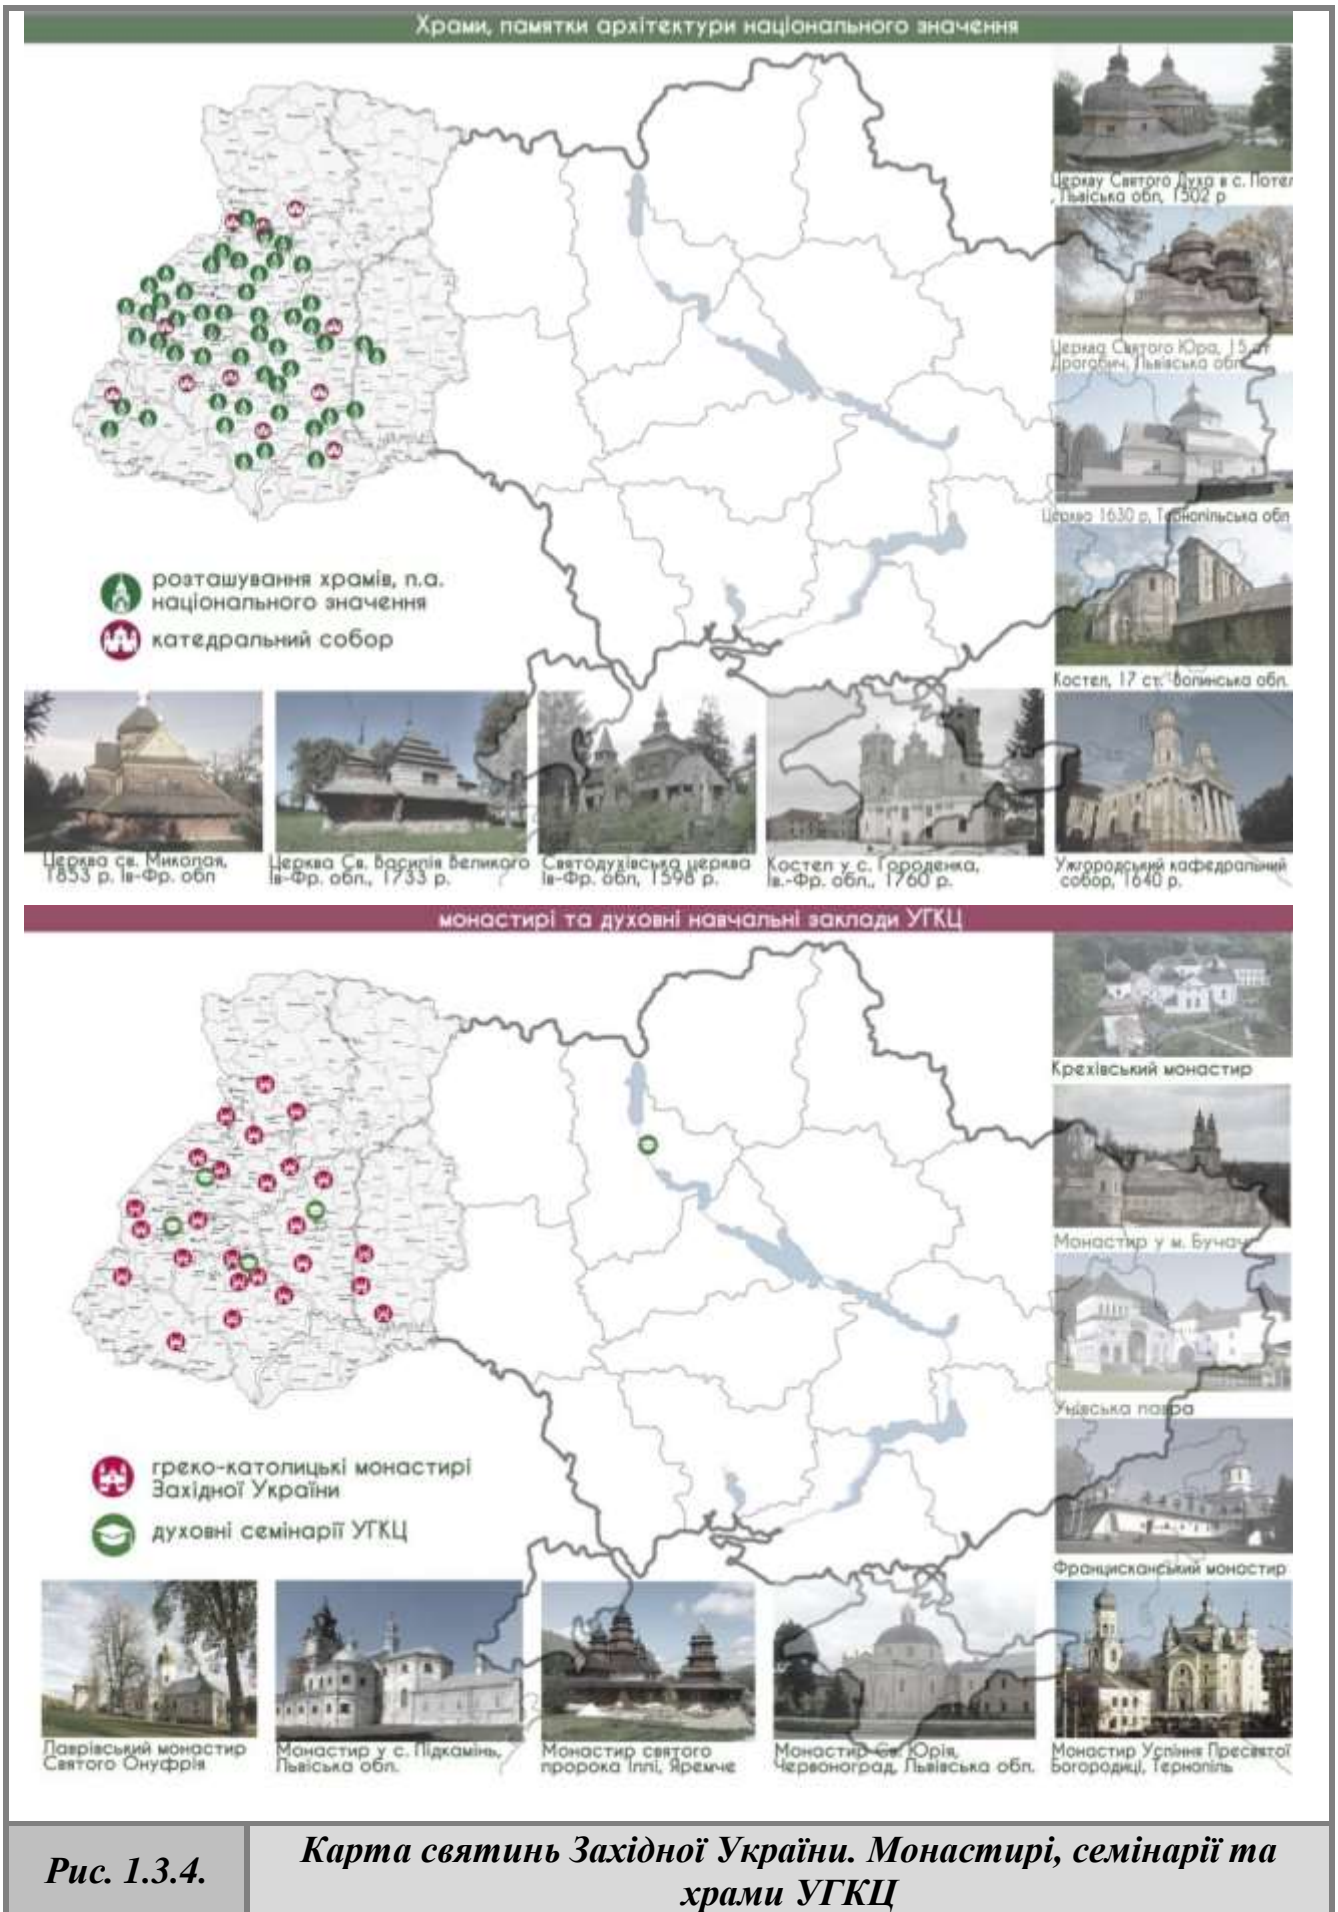 Храми, памятки архітектури національного значення
Церкву Святого Духа в с. Потел
, Львіська обл, 1502 р
Церква Святого Юра, 15 ст
Дрогобич, Львівська обл
Церква 1630 р, Тернопільська обл
Костел, 17 ст. Волинська обл.
розташування храмів, п.а.
національного значення
катедральний собор
Церква св. Миколая,
1853 р. Ів-Фр. обл
Церква Св. Василія Великого
Ів-Фр. обл., 1733 р.
Святодухівська церква
Ів-Фр. обл, 1598 р.
Костел у с. Городенка,
Ів.-Фр. обл., 1760 р.
Ужгородський кафедральний
собор, 1640 р.
монастирі та духовні навчальні заклади УГКЦ
Крехівський монастир
Монастир у м. Бучач
Унівська лавра
Францисканський монастир
греко-католицькі монастирі
Західної України
духовні семінарії УГКЦ
Лаврівський монастир
Святого Онуфрія
Монастир у с. Підкамінь,
Львіська обл.
Монастир святого
пророка Іллі, Яремче
Монастир Св. Юрія,
Червоноград, Львівська обл.
Монастир Успіння Пресвятої
Богородиці, Тернопіль
Рис. 1.3.4.
Карта святинь Західної України. Монастирі, семінарії та
храми УГКЦ